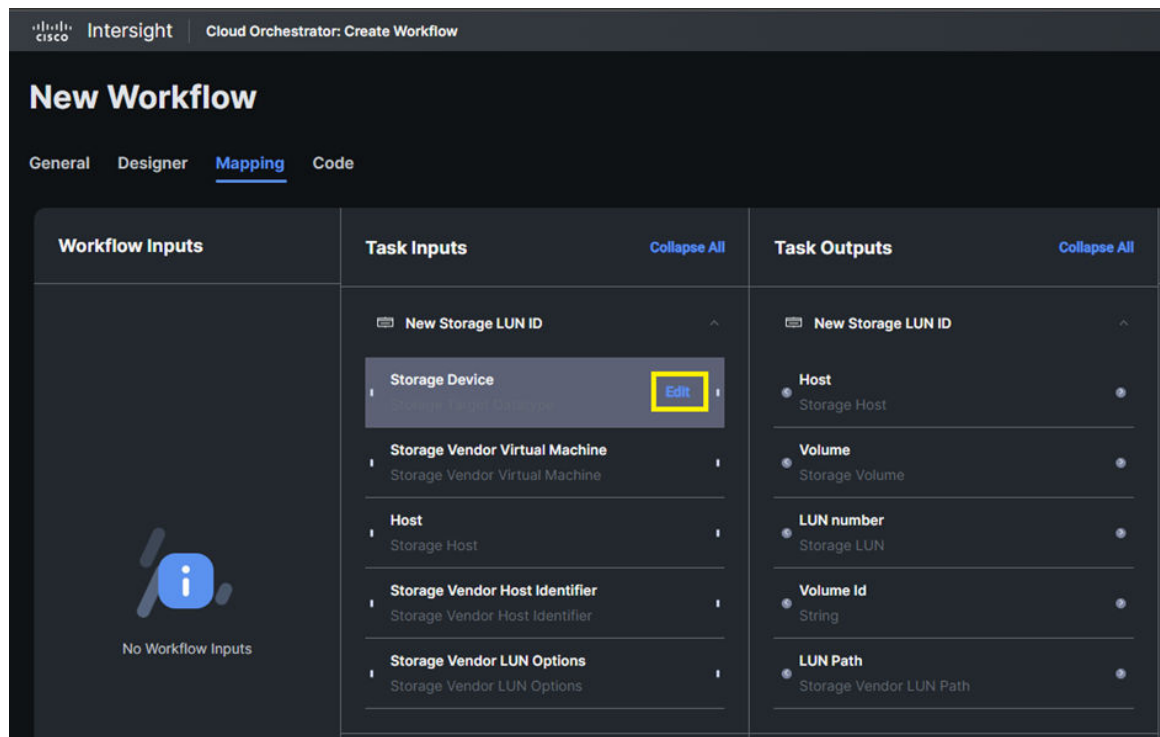 CISCO
Intersight
Cloud Orchestrator: Create Workflow
New Workflow
General Designer Mapping Code
Workflow Inputs
No Workflow Inputs
Task Inputs Collapse All
New Storage LUN ID
Storage Device
Storage Target Datatype
Edit
Storage Vendor Virtual Machine
Storage Vendor Virtual Machine
Host
Storage Host
Storage Vendor Host Identifier
Storage Vendor Host Identifier
Storage Vendor LUN Options
Storage Vendor LUN Options
Task Outputs Collapse All
New Storage LUN ID
Host
Storage Host
Volume
Storage Volume
LUN number
Storage LUN
Volume Id
String
LUN Path
Storage Vendor LUN Path